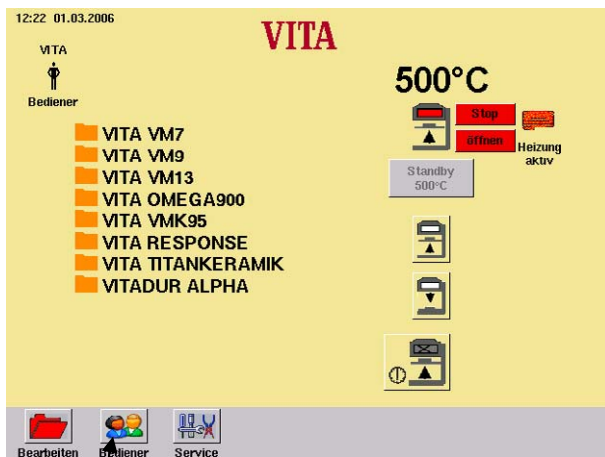 12:22 01.03.2006
VITA
VITA
Bediener
500°C
Stop
öffnen
Heizung
aktiv
Standby
500°C
VITA VM7
VITA VM9
VITA VM13
VITA OMEGA900
VITA VMK95
VITA RESPONSE
VITA TITANKERAMIK
VITADUR ALPHA
Bearbeiten
Bediener
Service